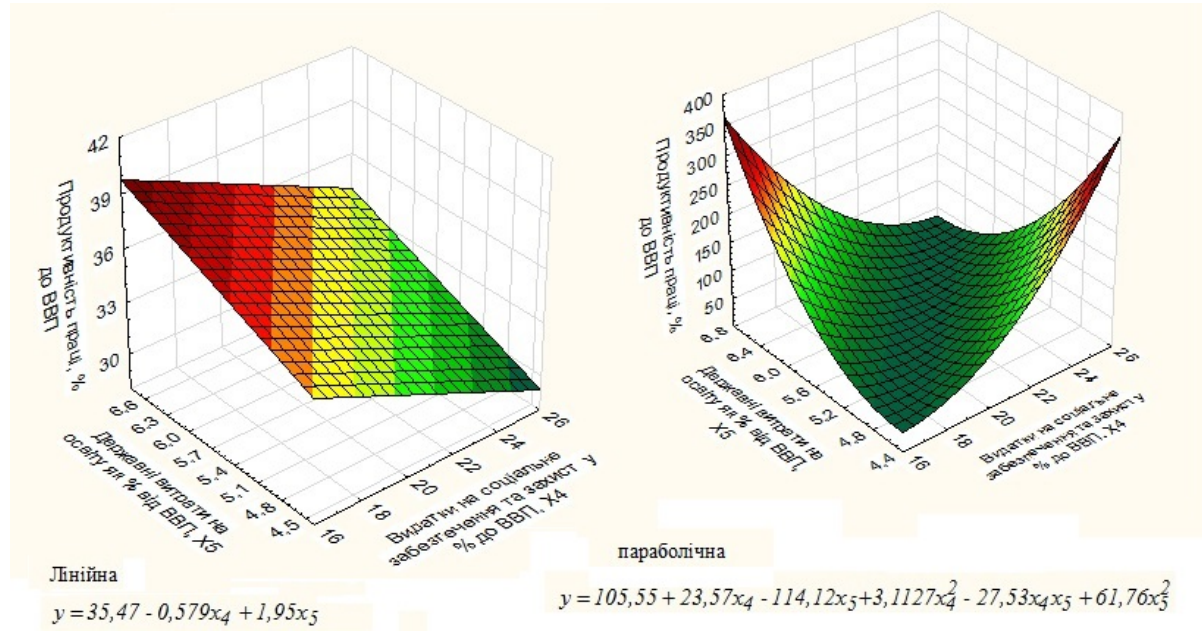 42
39
36
33
30
Продуктивність праці, %
до ВВП
6,6
6,3
6,0
5,7
5,4
5,1
4,8
4,5
Державні витрати на
освіту як % від ВВП, X5
16
18
20
22
24
26
Видатки на соціальне
забезпечення та захист у
% до ВВП, X4
Лінійна
y = 35,47 - 0,579x4 + 1,95x5
400
350
300
250
200
150
100
50
Продуктивність праці, %
до ВВП
6,8
6,4
6,0
5,6
5,2
4,8
4,4
Державні витрати на
освіту як % від ВВП,
X5
16
18
20
22
24
26
Видатки на соціальне
забезпечення та захист у
% до ВВП, X4
параболічна
y = 105,55 + 23,57x₄ - 114,12x₅ + 3,1127x₄² - 27,53x₄x₅ + 61,76x₅²